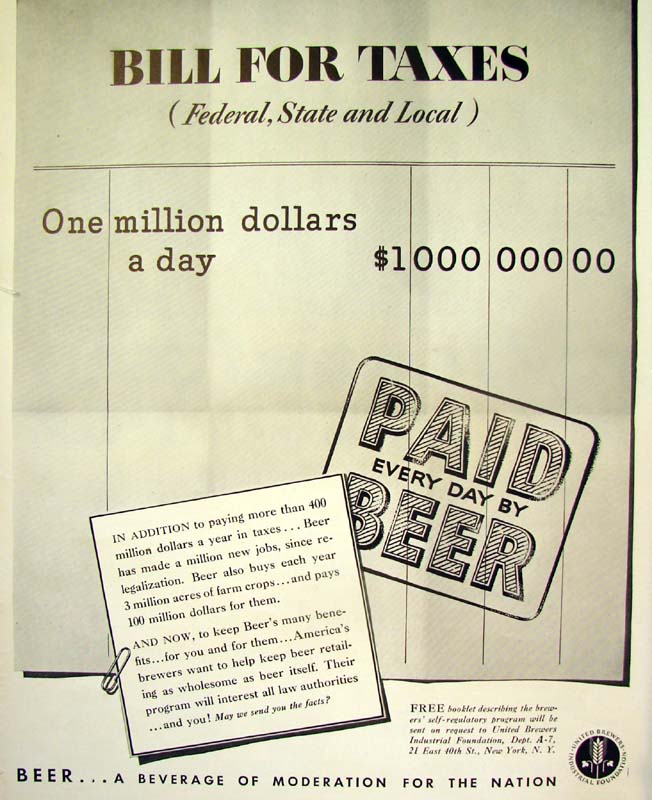 BILL FOR TAXES
(Federal, State and Local)
One million dollars
a day $1 000 000 00
PAID
EVERY DAY BY
BEER
IN ADDITION to paying more than 400
million dollars a year in taxes . . . Beer
has made a million new jobs, since re-
legalization. Beer also buys each year
3 million acres of farm crops...and pays
100 million dollars for them.
AND NOW, to keep Beer's many bene-
fits...for you and for them...America's
brewers want to help keep beer retail-
ing as wholesome as beer itself. Their
program will interest all law authorities
...and you! May we send you the facts?
FREE booklet describing the brew-
ers' self-regulatory program will be
sent on request to United Brewers
Industrial Foundation, Dept. A-7,
21 East 40th St., New York, N. Y.
UNITED BREWERS
INDUSTRIAL FOUNDATION
BEER...A BEVERAGE OF MODERATION FOR THE NATION